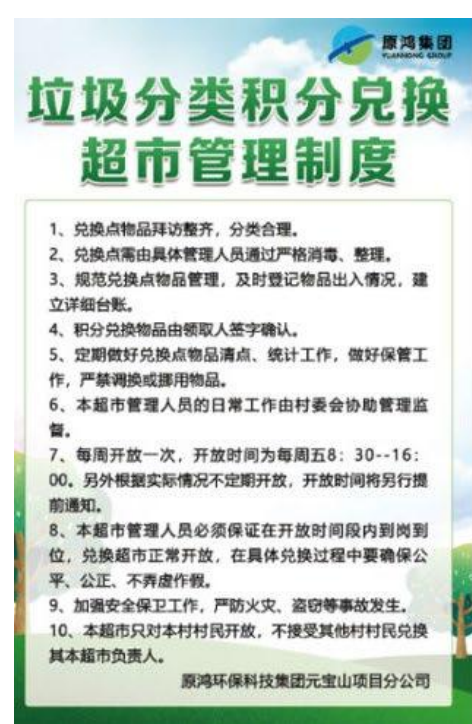 原鸿集团
YUANHONG GROUP
垃圾分类积分兑换
超市管理制度
1、兑换点物品拜访整齐，分类合理。
2、兑换点需由具体管理人员通过严格消毒、整理。
3、规范兑换点物品管理，及时登记物品出入情况，建
立详细台账。
4、积分兑换物品由领取人签字确认。
5、定期做好兑换点物品清点、统计工作，做好保管工
作，严禁调换或挪用物品。
6、本超市管理人员的日常工作由村委会协助管理监
督。
7、每周开放一次，开放时间为每周五8：30--16：
00。另外根据实际情况不定期开放，开放时间将另行提
前通知。
8、本超市管理人员必须保证在开放时间段内到岗到
位，兑换超市正常开放，在具体兑换过程中要确保公
平、公正、不弄虚作假。
9、加强安全保卫工作，严防火灾、盗窃等事故发生。
10、本超市只对本村村民开放，不接受其他村村民兑换
其本超市负责人。
原鸿环保科技集团元宝山项目分公司